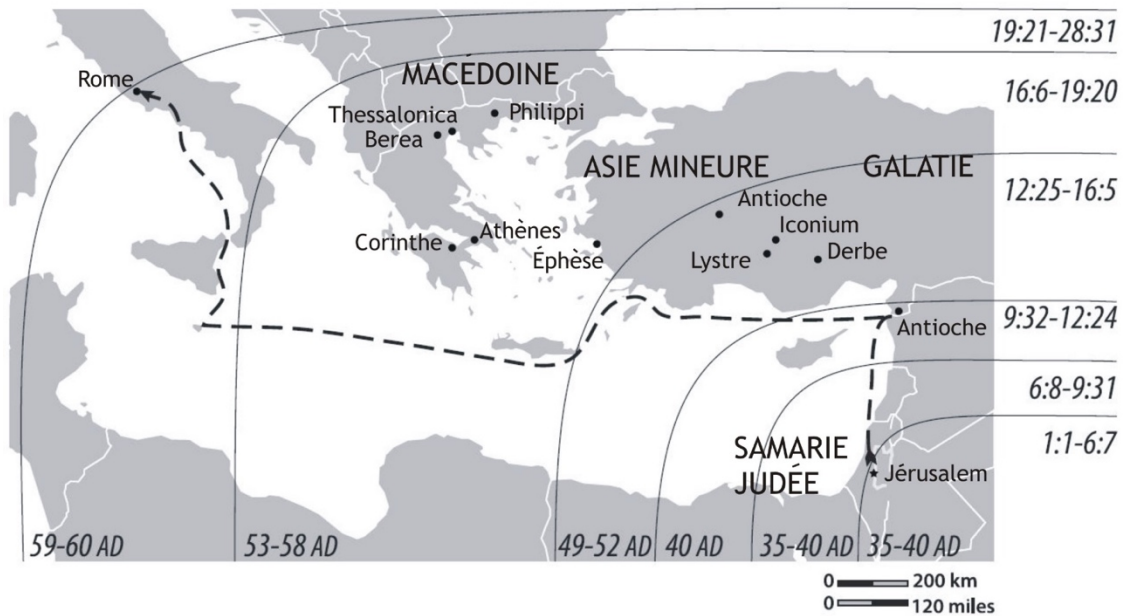 19:21-28:31
Rome
MACEDOINE
16:6-19:20
Thessalonica
Philippi
Berea
ASIE MINEURE
GALATIE
12:25-16:5
Antioche
Iconium
Athènes
Corinthe
Éphèse
Lystre
Derbe
Antioche
9:32-12:24
6:8-9:31
1:1-6:7
SAMARIE
JUDÉE
Jérusalem
59-60 AD
53-58 AD
49-52 AD
40 AD
35-40 AD
35-40 AD
0 200 km
0 120 miles